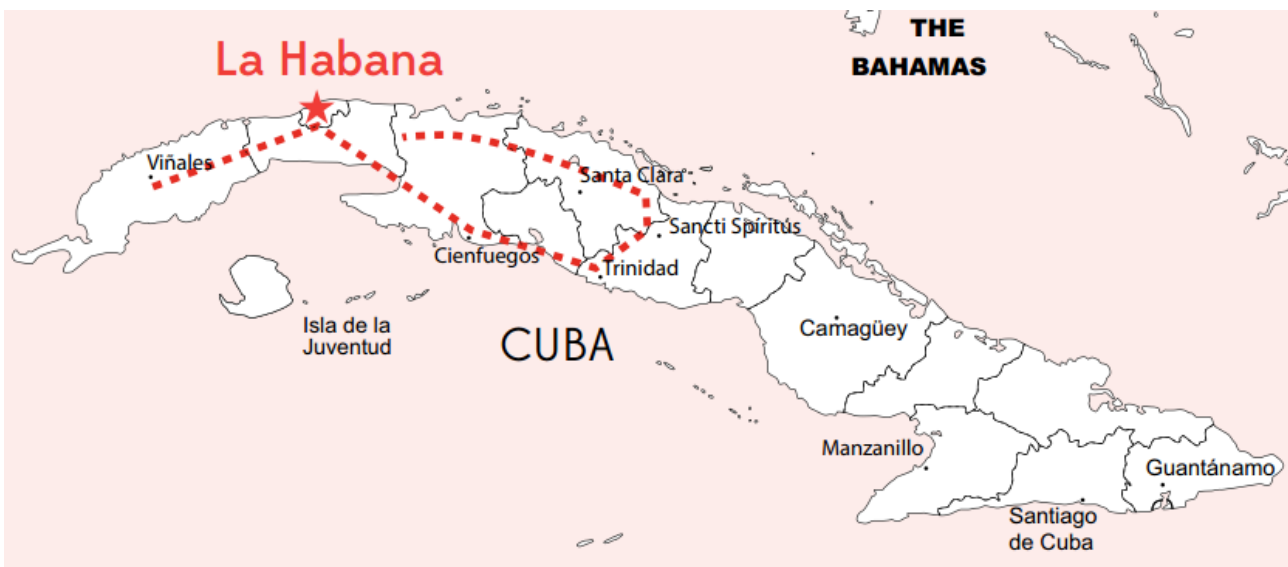 THE
BAHAMAS
La Habana
Viñales
Santa Clara
Sancti Spíritús
Cienfuegos
Trinidad
Isla de la
Juventud
CUBA
Camagüey
Manzanillo
Guantánamo
Santiago
de Cuba